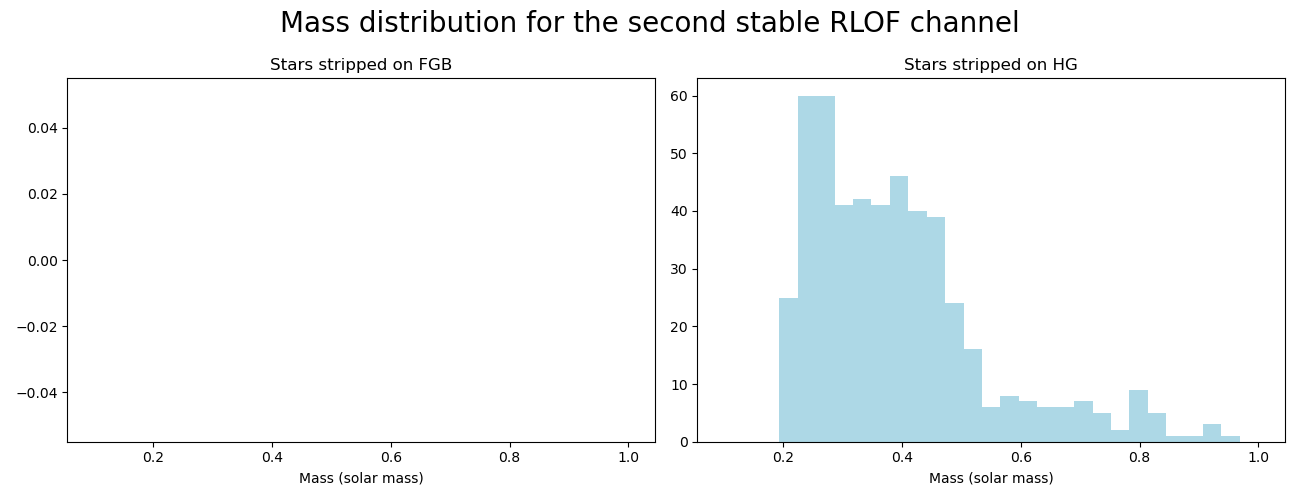 Mass distribution for the second stable RLOF channel
Stars stripped on FGB
0.04
0.02
0.00
−0.02
−0.04
0.2 0.4 0.6 0.8 1.0
Mass (solar mass)
Stars stripped on HG
60
50
40
30
20
10
0
0.2 0.4 0.6 0.8 1.0
Mass (solar mass)